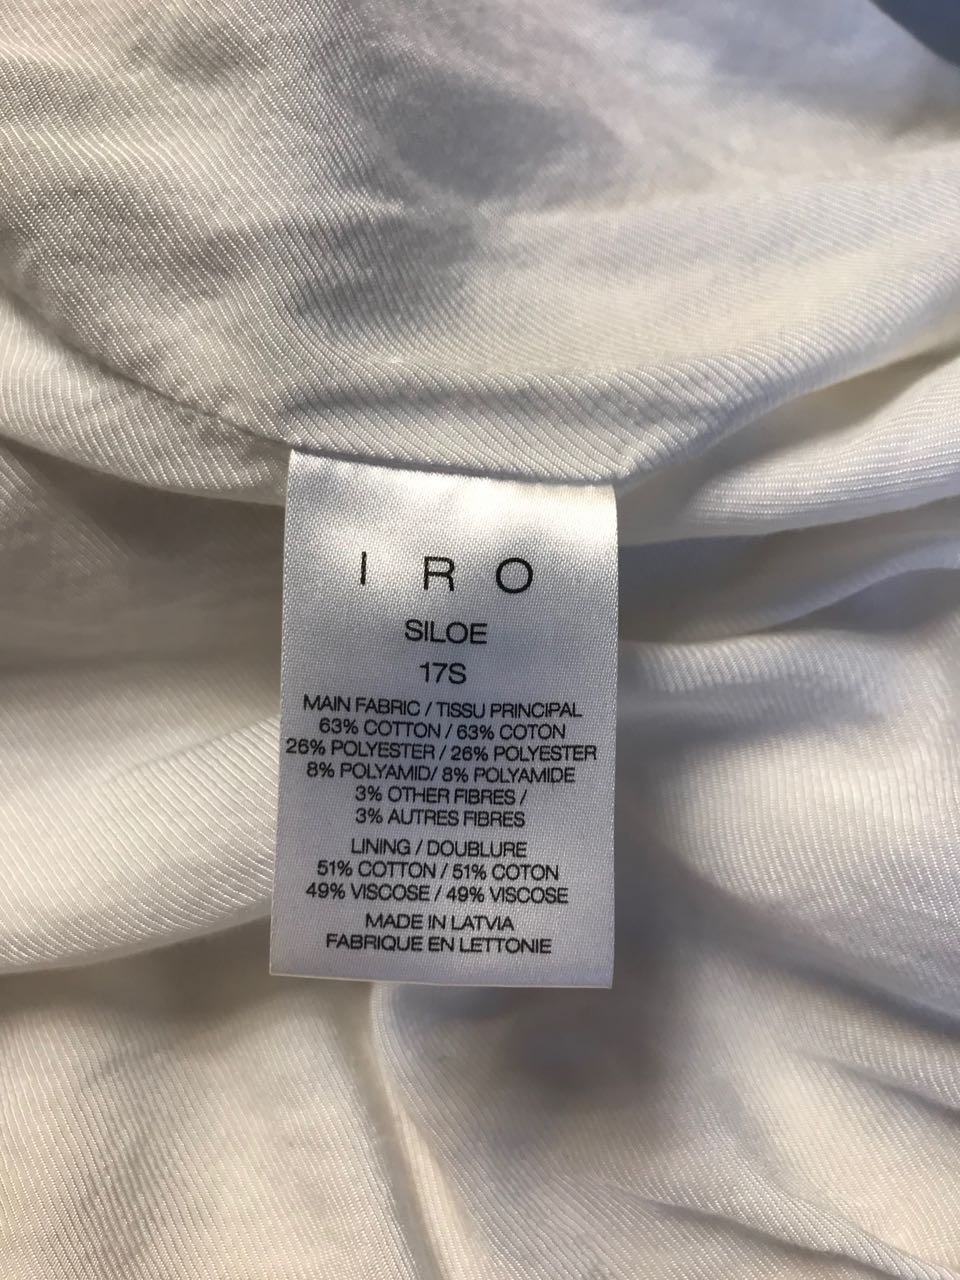 I R O
SILOE
17S
MAIN FABRIC / TISSU PRINCIPAL
63% COTTON / 63% COTON
26% POLYESTER / 26% POLYESTER
8% POLYAMID/ 8% POLYAMIDE
3% OTHER FIBRES /
3% AUTRES FIBRES
LINING / DOUBLURE
51% COTTON / 51% COTON
49% VISCOSE / 49% VISCOSE
MADE IN LATVIA
FABRIQUE EN LETTONIE